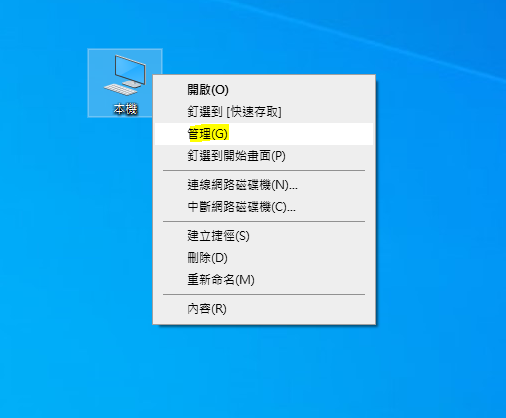 本機
開啟(O)
釘選到 [快速存取]
管理(G)
釘選到開始畫面(P)
連線網路磁碟機(N)...
中斷網路磁碟機(C)...
建立捷徑(S)
刪除(D)
重新命名(M)
內容(R)